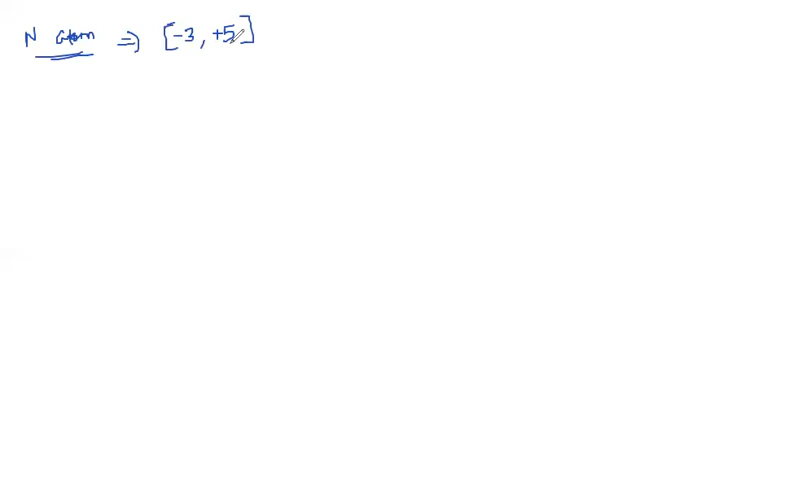 N atom ⇒ [-3, +5]